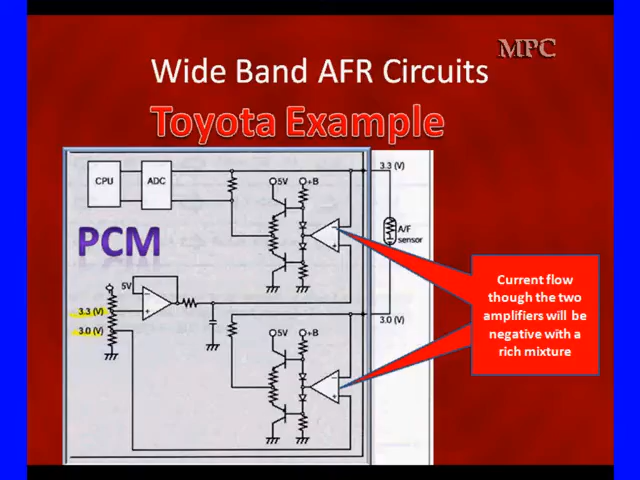 MPC
Wide Band AFR Circuits
Toyota Example
3.3 (V)
CPU
ADC
5V
+B
A/F
sensor
PCM
5V
3.3 (V)
3.0 (V)
3.0 (V)
5V
+B
Current flow
though the two
amplifiers will be
negative with a
rich mixture